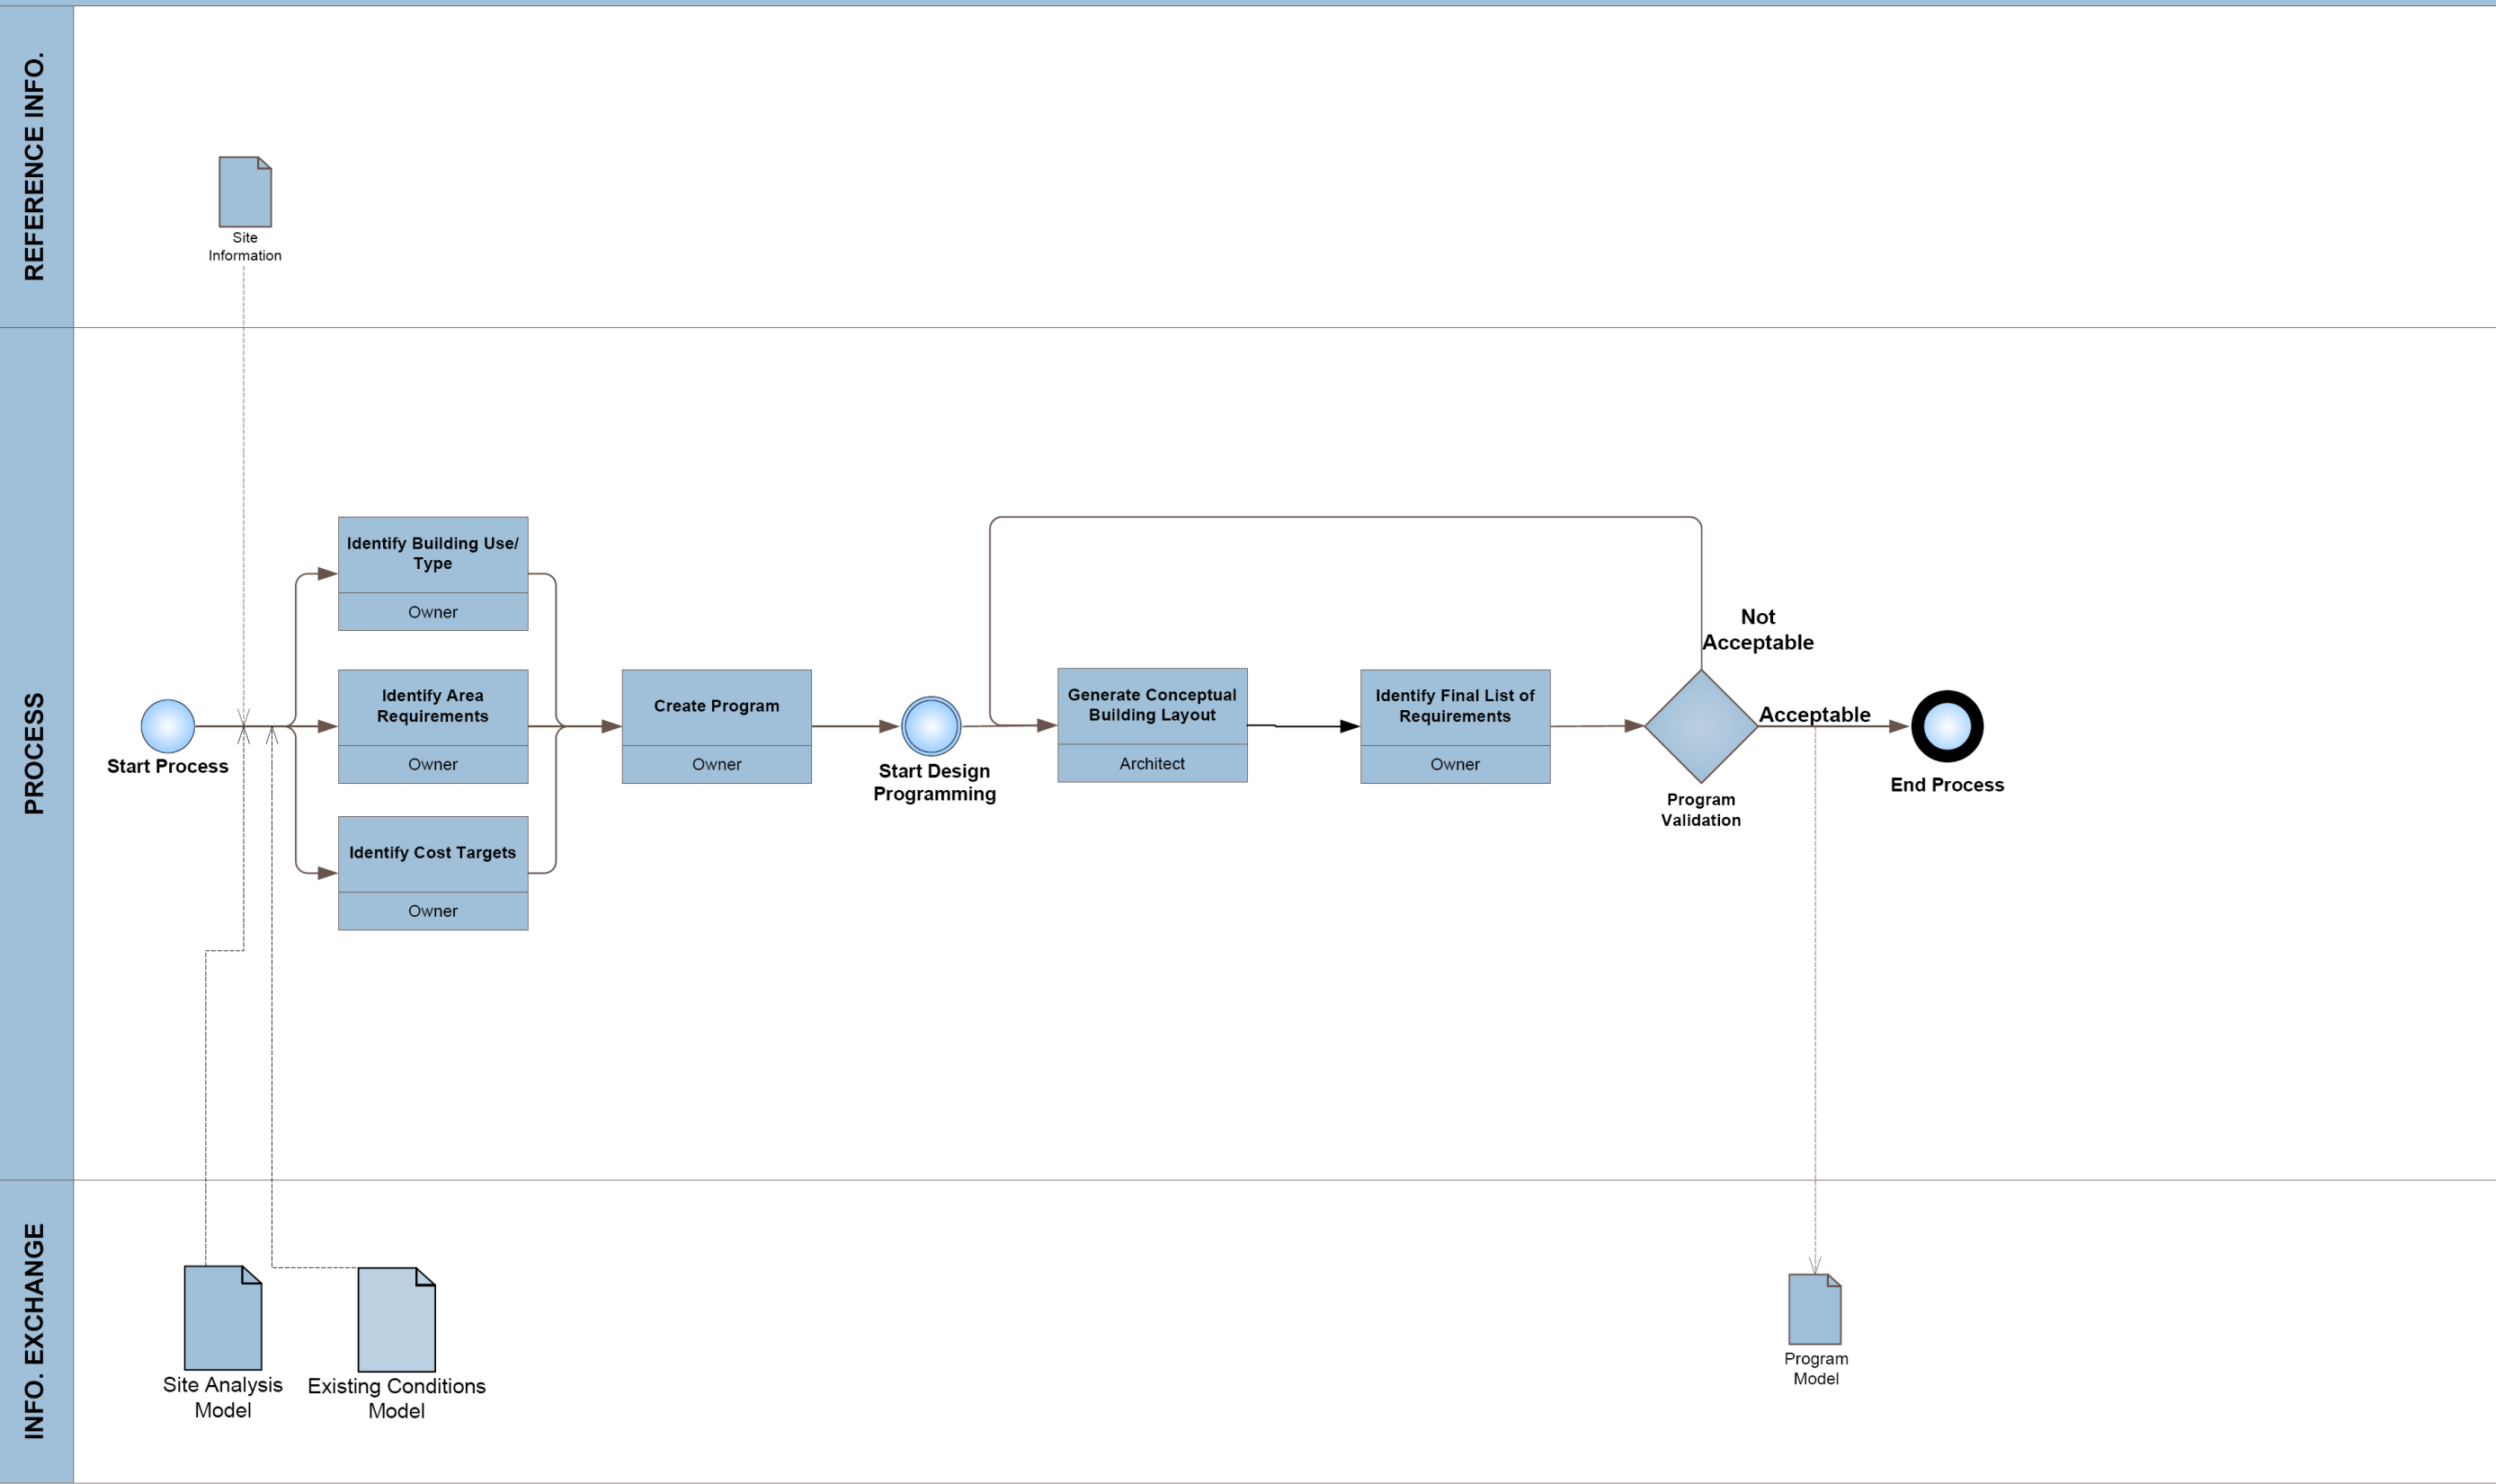 REFERENCE INFO.
Site
Information
PROCESS
Start Process
Identify Building Use/
Type
Owner
Identify Area
Requirements
Owner
Identify Cost Targets
Owner
Create Program
Owner
Start Design
Programming
Generate Conceptual
Building Layout
Architect
Identify Final List of
Requirements
Owner
Not
Acceptable
Program
Validation
Acceptable
End Process
INFO. EXCHANGE
Site Analysis
Model
Existing Conditions
Model
Program
Model